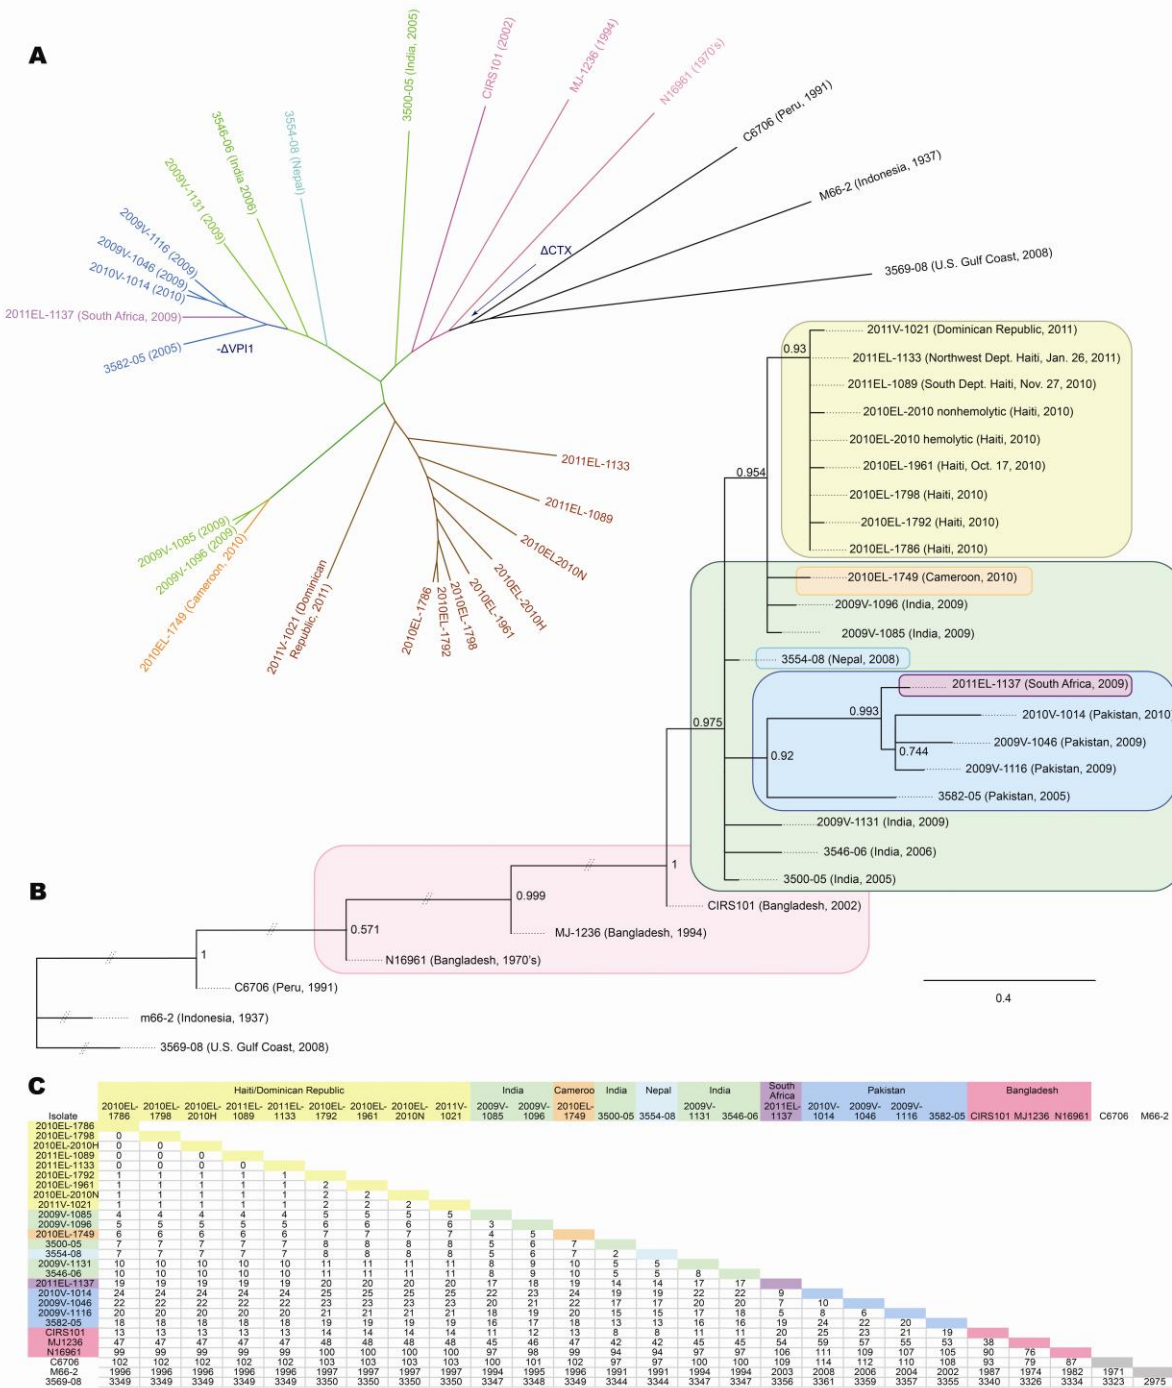 A
3500-05 (India, 2005)
CIRS101 (2002)
MJ-1236 (1994)
N16961 (1970's)
C6706 (Peru, 1991)
M66-2 (Indonesia, 1937)
3569-08 (U.S. Gulf Coast, 2008)
ΔCTX
3554-08 (Nepal)
3546-06 (India 2006)
2009V-1131 (2009)
2009V-1116 (2009)
2009V-1046 (2009)
2010V-1014 (2010)
2011EL-1137 (South Africa, 2009)
3582-05 (2005)
-ΔVPI1
2009V-1085 (2009)
2009V-1096 (2009)
2010EL-1749 (Cameroon, 2010)
2011V-1021 (Dominican
Republic, 2011)
2010EL-1786
2010EL-1792
2010EL-1798
2010EL-1961
2010EL-2010H
2010EL2010N
2011EL-1089
2011EL-1133
B
0.93
2011V-1021 (Dominican Republic, 2011)
2011EL-1133 (Northwest Dept. Haiti, Jan. 26, 2011)
2011EL-1089 (South Dept. Haiti, Nov. 27, 2010)
2010EL-2010 nonhemolytic (Haiti, 2010)
2010EL-2010 hemolytic (Haiti, 2010)
0.954
2010EL-1961 (Haiti, Oct. 17, 2010)
2010EL-1798 (Haiti, 2010)
2010EL-1792 (Haiti, 2010)
2010EL-1786 (Haiti, 2010)
2010EL-1749 (Cameroon, 2010)
2009V-1096 (India, 2009)
2009V-1085 (India, 2009)
3554-08 (Nepal, 2008)
2011EL-1137 (South Africa, 2009)
0.993
2010V-1014 (Pakistan, 2010)
0.975
2009V-1046 (Pakistan, 2009)
0.744
0.92
2009V-1116 (Pakistan, 2009)
3582-05 (Pakistan, 2005)
2009V-1131 (India, 2009)
3546-06 (India, 2006)
1
3500-05 (India, 2005)
0.999
CIRS101 (Bangladesh, 2002)
0.571
MJ-1236 (Bangladesh, 1994)
1
N16961 (Bangladesh, 1970's)
C6706 (Peru, 1991)
0.4
m66-2 (Indonesia, 1937)
3569-08 (U.S. Gulf Coast, 2008)
C
Haiti/Dominican Republic India Cameroo India Nepal India South Africa Pakistan Bangladesh
Isolate 2010EL-1786 2010EL-1798 2010EL-2010H 2011EL-1089 2011EL-1133 2010EL-1792 2010EL-1961 2010EL-2010N 2011V-1021 2009V-1085 2009V-1096 2010EL-1749 3500-05 3554-08 2009V-1131 3546-06 2011EL-1137 2010V-1014 2009V-1046 2009V-1116 3582-05 CIRS101 MJ1236 N16961 C6706 M66-2
2010EL-1786
2010EL-1798 0
2010EL-2010H 0 0
2011EL-1089 0 0 0
2011EL-1133 0 0 0 0
2010EL-1792 1 1 1 1 1
2010EL-1961 1 1 1 1 1 2
2010EL-2010N 1 1 1 1 1 2 2
2011V-1021 1 1 1 1 1 2 2 2
2009V-1085 4 4 4 4 4 5 5 5 5
2009V-1096 5 5 5 5 5 6 6 6 6 3
2010EL-1749 6 6 6 6 6 7 7 7 7 4 5
3500-05 7 7 7 7 7 8 8 8 8 5 6 7
3554-08 7 7 7 7 7 8 8 8 8 5 6 7 2
2009V-1131 10 10 10 10 10 11 11 11 11 8 9 10 5 5
3546-06 10 10 10 10 10 11 11 11 11 8 9 10 5 5 8
2011EL-1137 19 19 19 19 19 20 20 20 20 17 18 19 14 14 17 17
2010V-1014 24 24 24 24 24 25 25 25 25 22 23 24 19 19 22 22 9
2009V-1046 22 22 22 22 22 23 23 23 23 20 21 22 17 17 20 20 7 10
2009V-1116 20 20 20 20 20 21 21 21 21 18 19 20 15 15 18 18 5 8 6
3582-05 18 18 18 18 18 19 19 19 19 16 17 18 13 13 16 16 19 24 22 20
CIRS101 13 13 13 13 13 14 14 14 14 11 12 13 8 8 11 11 20 25 23 21 19
MJ1236 47 47 47 47 47 48 48 48 48 45 46 47 42 42 45 45 54 59 57 55 53 38
N16961 99 99 99 99 99 100 100 100 100 97 98 99 94 94 97 97 106 111 109 107 105 90 76
C6706 102 102 102 102 102 103 103 103 103 100 101 102 97 97 100 100 109 114 112 110 108 93 79 87
M66-2 1996 1996 1996 1996 1996 1997 1997 1997 1997 1994 1995 1996 1991 1991 1994 1994 2003 2008 2006 2004 2002 1987 1974 1982 1971
3569-08 3349 3349 3349 3349 3349 3350 3350 3350 3350 3347 3348 3349 3344 3344 3347 3347 3356 3361 3359 3357 3355 3340 3326 3334 3323 2975